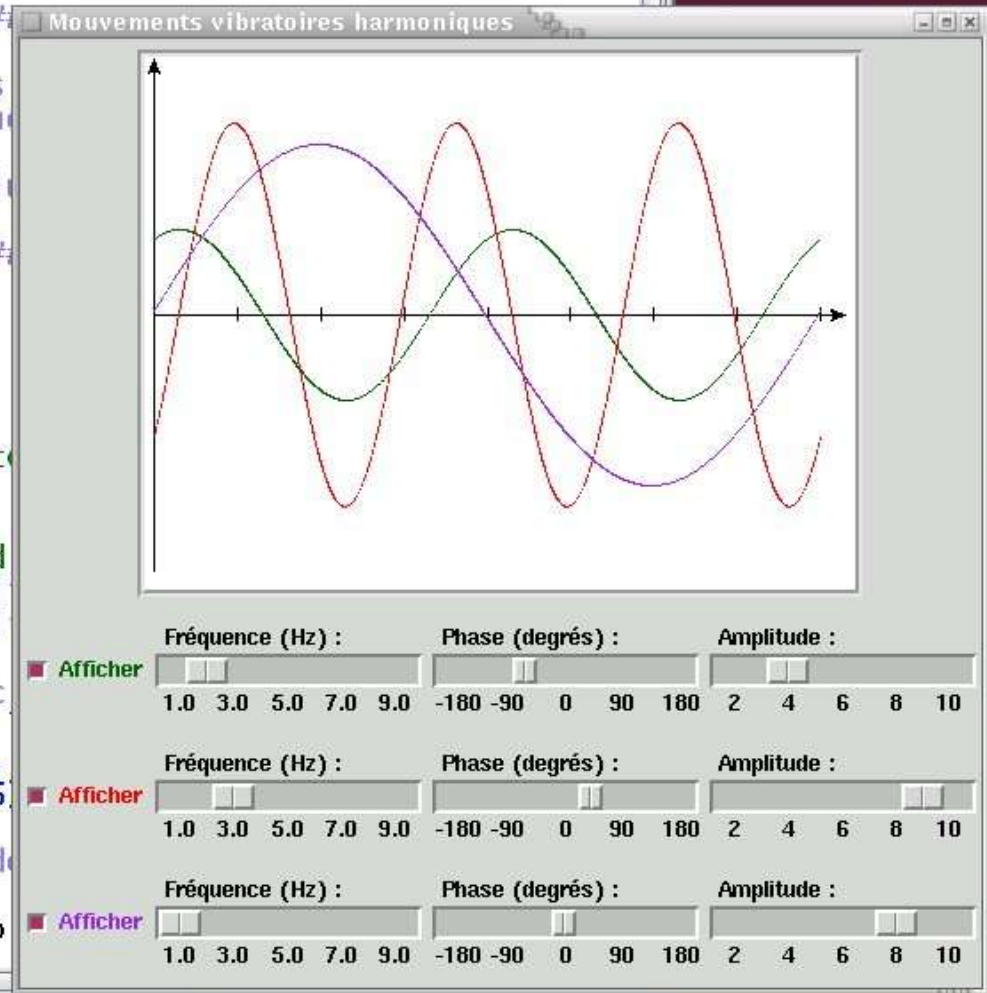 Mouvements vibratoires harmoniques
Fréquence (Hz) : Phase (degrés) : Amplitude :
Afficher
1.0 3.0 5.0 7.0 9.0 -180 -90 0 90 180 2 4 6 8 10
Fréquence (Hz) : Phase (degrés) : Amplitude :
Afficher
1.0 3.0 5.0 7.0 9.0 -180 -90 0 90 180 2 4 6 8 10
Fréquence (Hz) : Phase (degrés) : Amplitude :
Afficher
1.0 3.0 5.0 7.0 9.0 -180 -90 0 90 180 2 4 6 8 10